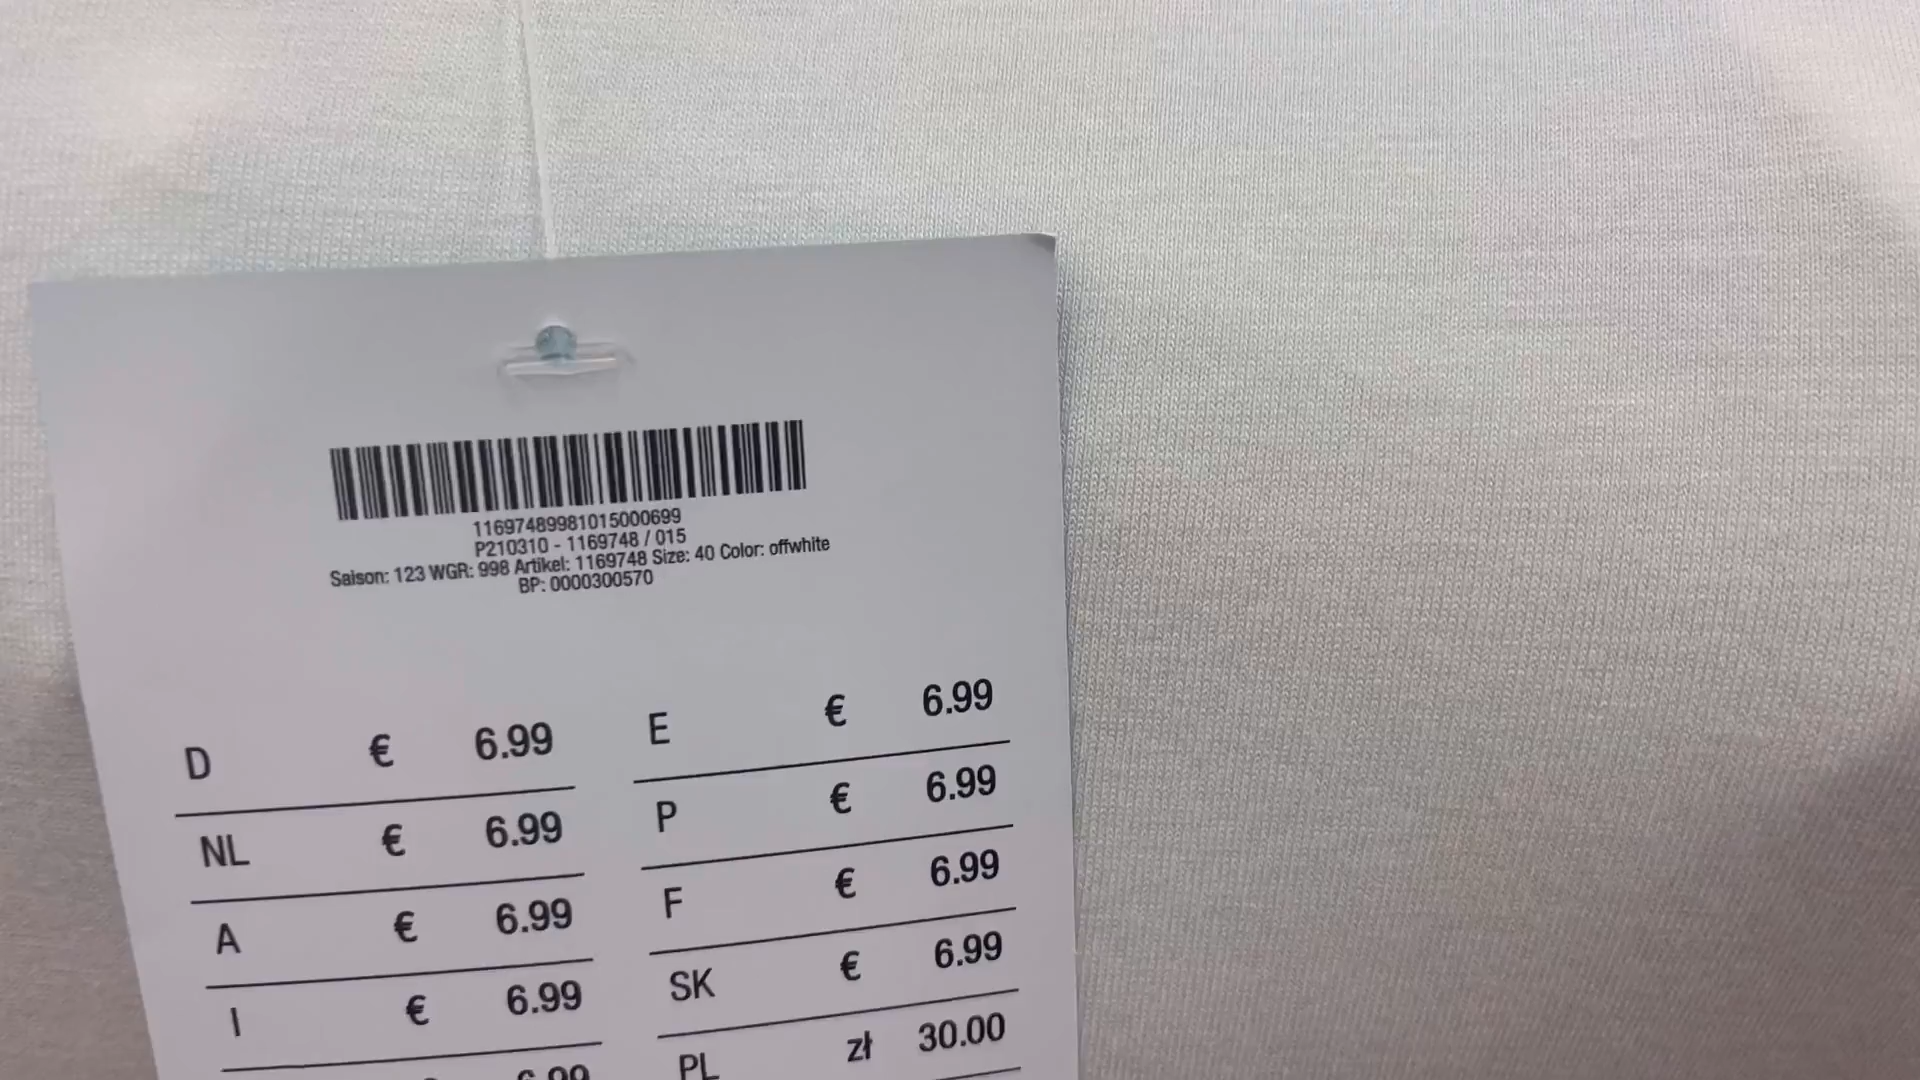 11697489981015000699
P210310 - 1169748 / 015
Saison: 123 WGR: 998 Artikel: 1169748 Size: 40 Color: offwhite
BP: 0000300570
D € 6.99
NL € 6.99
A € 6.99
I € 6.99
6.99
E € 6.99
P € 6.99
F € 6.99
SK € 6.99
PL zł 30.00